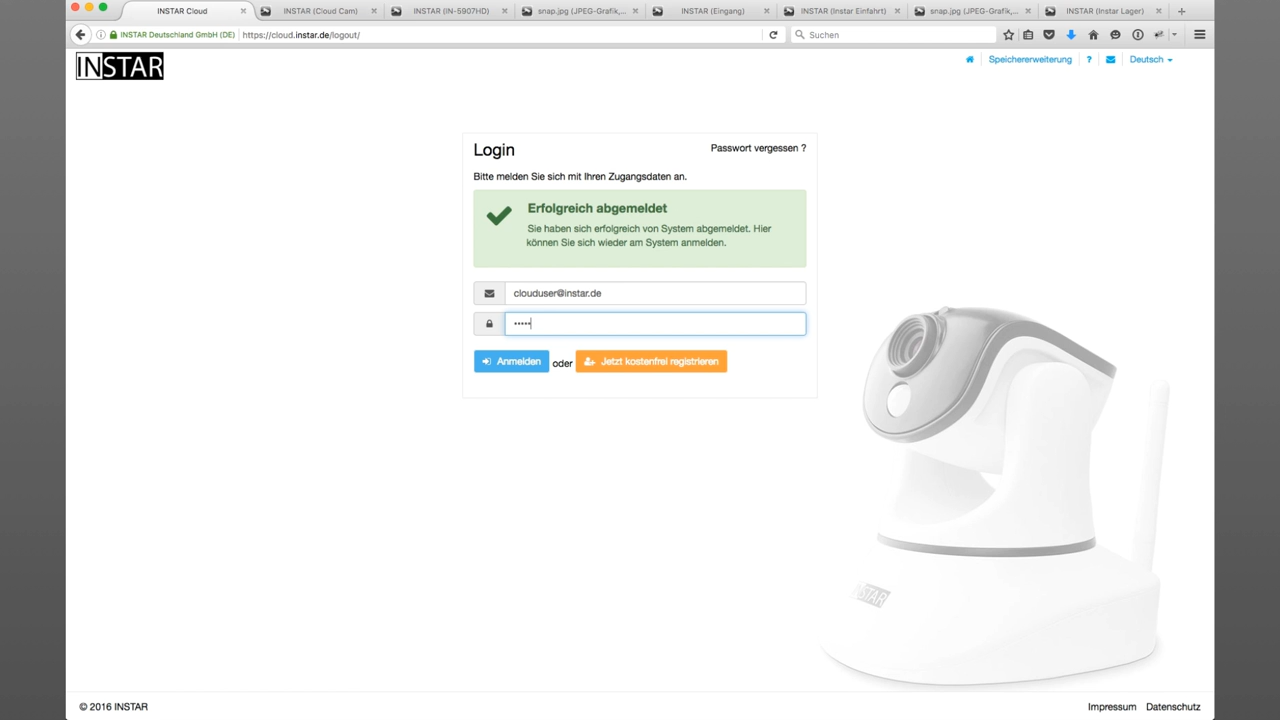 INSTAR Cloud
INSTAR (Cloud Cam)
INSTAR (IN-5907HD)
snap.jpg (JPEG-Grafik,...
INSTAR (Eingang)
INSTAR (Instar Einfahrt)
snap.jpg (JPEG-Grafik,...
INSTAR (Instar Lager)
INSTAR Deutschland GmbH (DE)
https://cloud.instar.de/logout/
Suchen
INSTAR
Speichererweiterung
?
Deutsch
Login
Passwort vergessen ?
Bitte melden Sie sich mit Ihren Zugangsdaten an.
Erfolgreich abgemeldet
Sie haben sich erfolgreich von System abgemeldet. Hier
können Sie sich wieder am System anmelden.
clouduser@instar.de
•••••
Anmelden
oder
Jetzt kostenfrei registrieren
INSTAR
© 2016 INSTAR
Impressum
Datenschutz